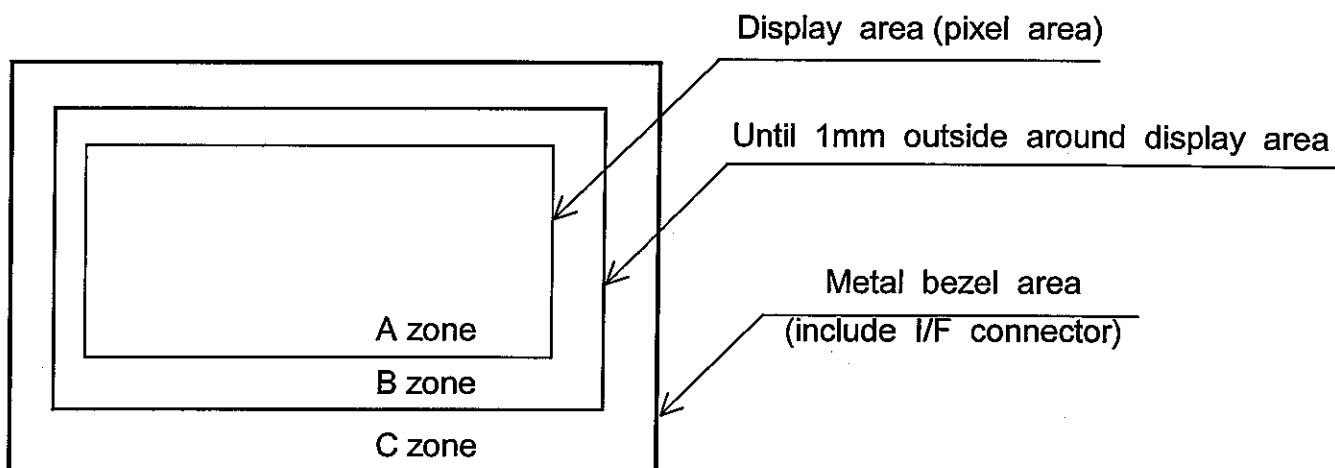 Display area (pixel area)
Until 1mm outside around display area
Metal bezel area
(include I/F connector)
A zone
B zone
C zone